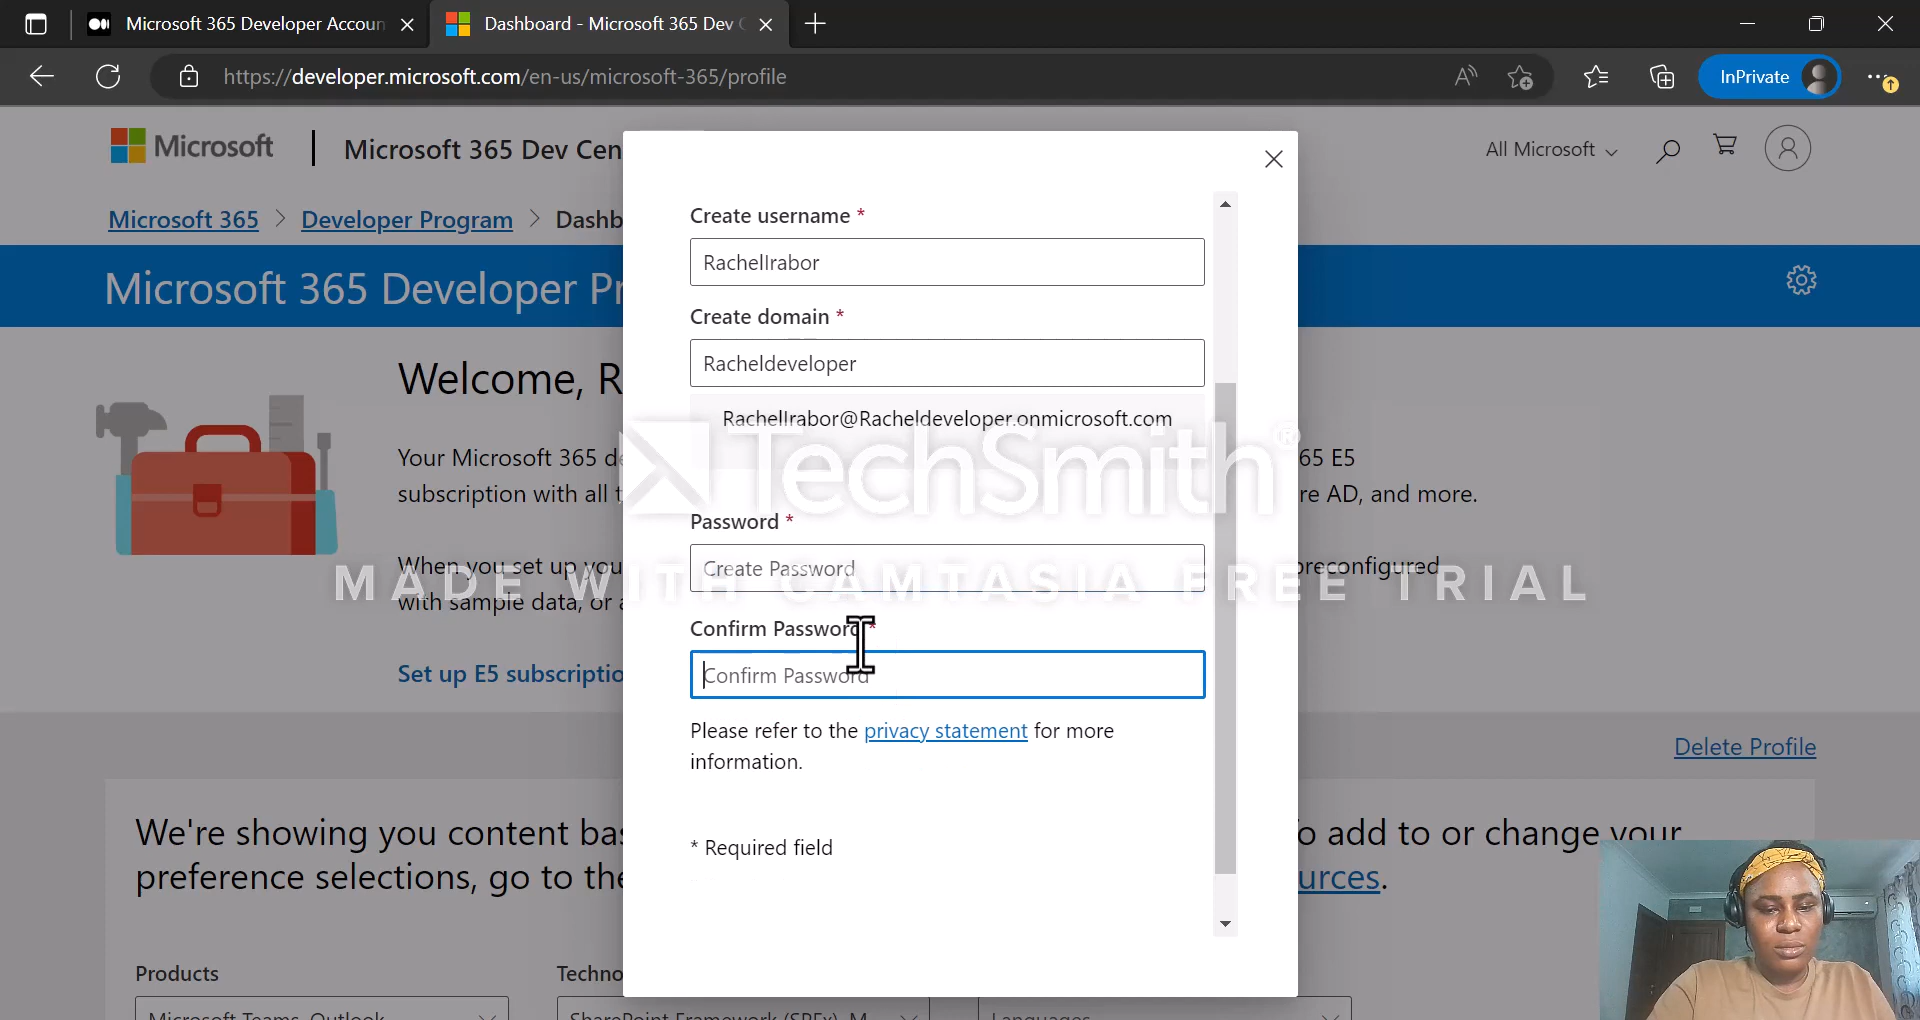 Microsoft 365 Developer Accoun
Dashboard - Microsoft 365 Dev C
https://developer.microsoft.com/en-us/microsoft-365/profile
InPrivate
Microsoft
Microsoft 365 Dev Cen
All Microsoft
Microsoft 365 > Developer Program > Dashb
Microsoft 365 Developer Pr
Welcome, R
Your Microsoft 365 de
65 E5
subscription with all t
re AD, and more.
When you set up you
preconfigured
with sample data, or a
Set up E5 subscriptio
Create username *
RachelIrabor
Create domain *
Racheldeveloper
RachelIrabor@Racheldeveloper.onmicrosoft.com
TechSmith®
Password *
Create Password
MADE WITH CAMTASIA FREE TRIAL
Confirm Password *
Confirm Password
Please refer to the privacy statement for more
information.
* Required field
Delete Profile
We're showing you content bas
o add to or change your
preference selections, go to the
urces.
Products
Techno
Microsoft Teams, Outlook
SharePoint Framework (SPFx), M
Languages